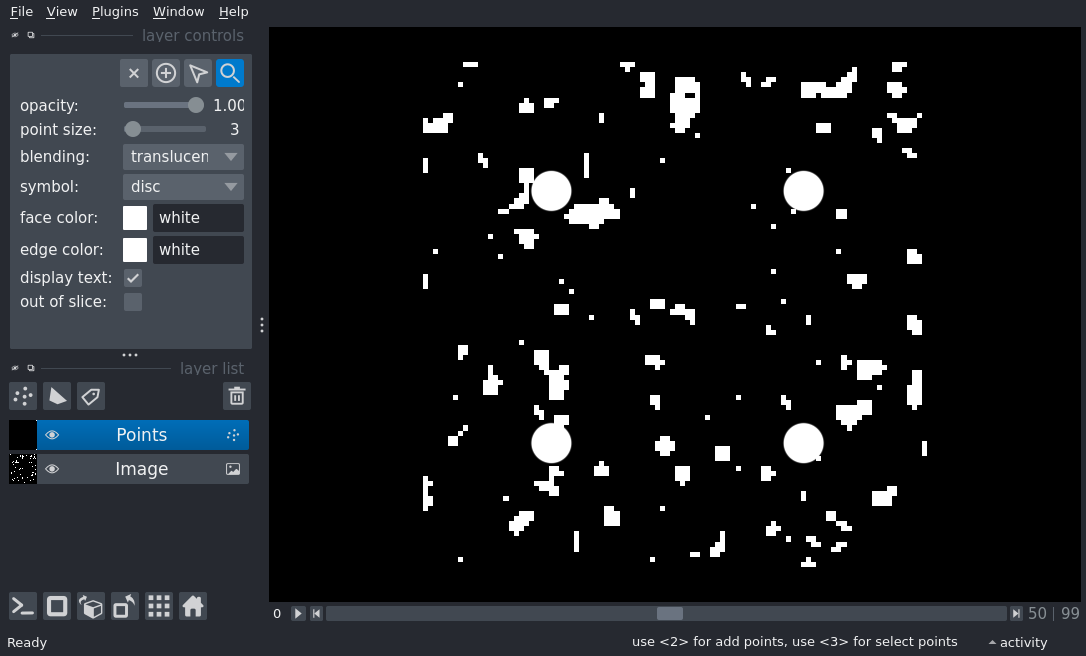 File View Plugins Window Help
layer controls
opacity: 1.00
point size: 3
blending: translucen
symbol: disc
face color: white
edge color: white
display text:
out of slice:
layer list
Points
Image
0 50 | 99
Ready use <2> for add points, use <3> for select points activity